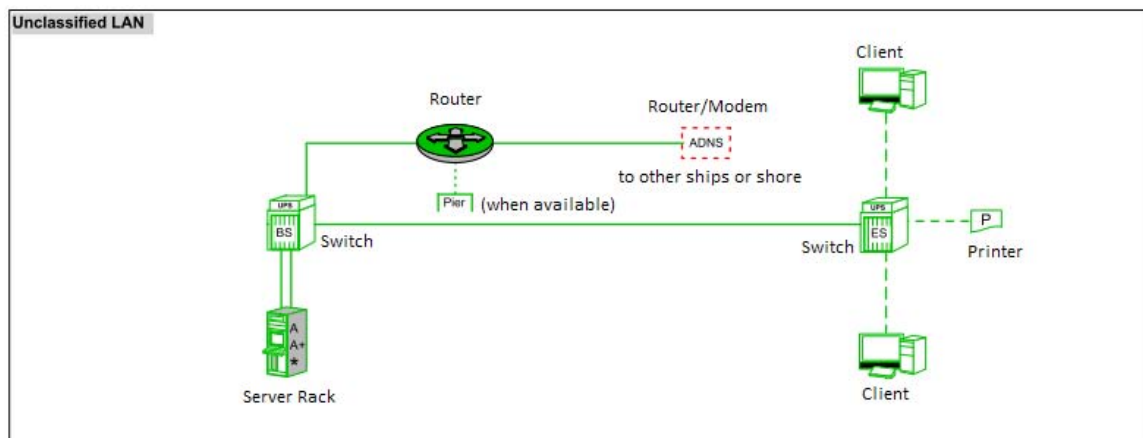 Unclassified LAN
Client
Router
Router/Modem
ADNS
to other ships or shore
Pier (when available)
UPS
BS
Switch
UPS
ES
Switch
P
Printer
A
A+
*
Server Rack
Client